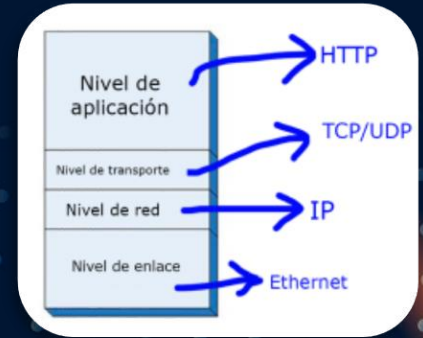 Nivel de
aplicación
HTTP
Nivel de transporte
TCP/UDP
Nivel de red
IP
Nivel de enlace
Ethernet